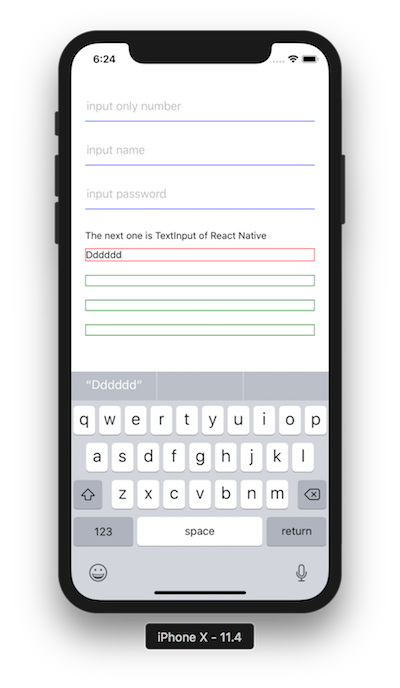 6:24
input only number
input name
input password
The next one is TextInput of React Native
Dddddd
“Dddddd”
q w e r t y u i o p
a s d f g h j k l
z x c v b n m
123 space return
iPhone X - 11.4